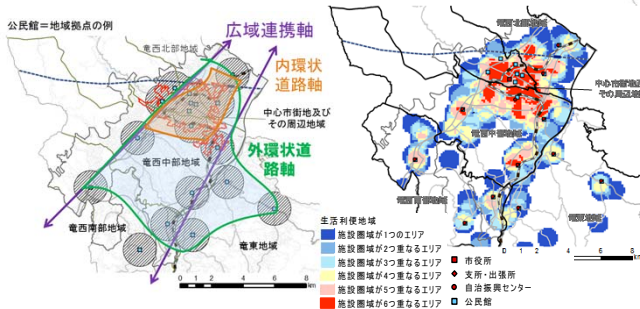 公民館＝地域拠点の例
広域連携軸
竜西北部地域
内環状
道路軸
中心市街地及び
その周辺地域
竜西中部地域
外環状道
路軸
竜西南部地域
竜東地域
0 2 4 6 8
km
竜西北部地域
中心市街地及び
その周辺地域
竜西中部地域
竜西南部地域
竜東地域
生活利便地域
施設圏域が1つのエリア
施設圏域が2つ重なるエリア
施設圏域が3つ重なるエリア
施設圏域が4つ重なるエリア
施設圏域が5つ重なるエリア
施設圏域が6つ重なるエリア
市役所
支所・出張所
自治振興センター
公民館
0 2 4 6 8